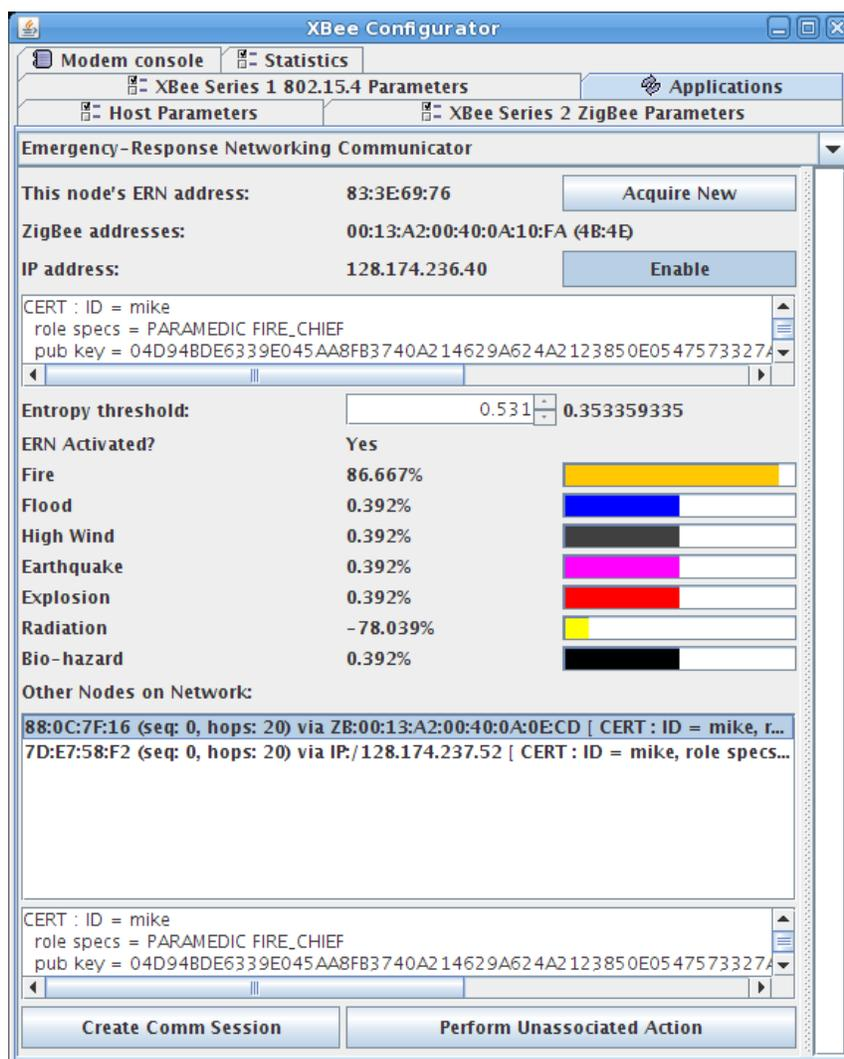 XBee Configurator
Modem console
Statistics
XBee Series 1 802.15.4 Parameters
Applications
Host Parameters
XBee Series 2 ZigBee Parameters
Emergency-Response Networking Communicator
This node's ERN address: 83:3E:69:76 Acquire New
ZigBee addresses: 00:13:A2:00:40:0A:10:FA (4B:4E)
IP address: 128.174.236.40 Enable
CERT : ID = mike
role specs = PARAMEDIC FIRE_CHIEF
pub key = 04D94BDE6339E045AA8FB3740A214629A624A2123850E0547573327A
Entropy threshold: 0.531 0.353359335
ERN Activated? Yes
Fire 86.667%
Flood 0.392%
High Wind 0.392%
Earthquake 0.392%
Explosion 0.392%
Radiation -78.039%
Bio-hazard 0.392%
Other Nodes on Network:
88:0C:7F:16 (seq: 0, hops: 20) via ZB:00:13:A2:00:40:0A:0E:CD [ CERT : ID = mike, r...
7D:E7:58:F2 (seq: 0, hops: 20) via IP:/128.174.237.52 [ CERT : ID = mike, role specs...
CERT : ID = mike
role specs = PARAMEDIC FIRE_CHIEF
pub key = 04D94BDE6339E045AA8FB3740A214629A624A2123850E0547573327A
Create Comm Session Perform Unassociated Action